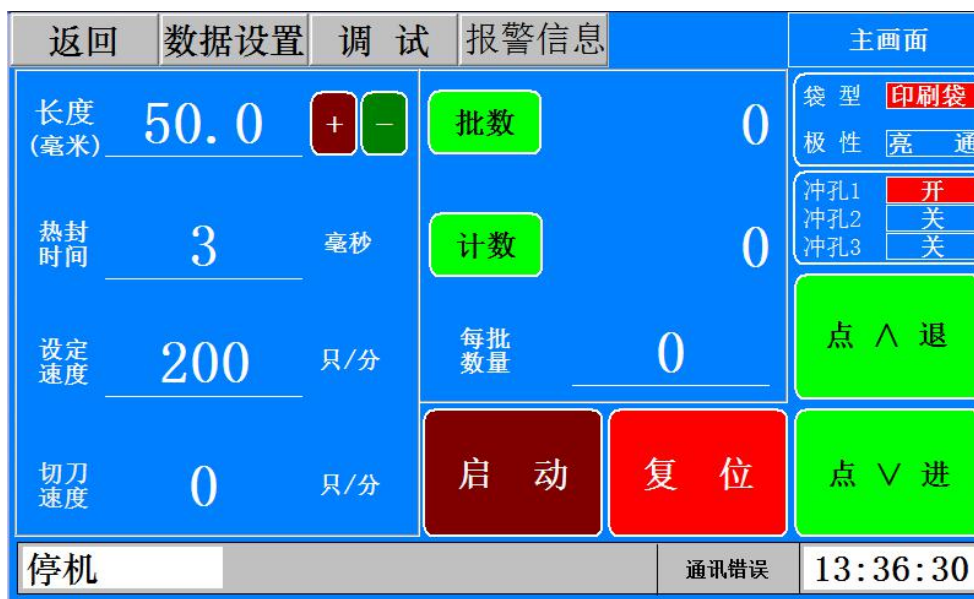 返回 数据设置 调 试 报警信息 主画面
长度
(毫米) 50.0 + -
批数 0
袋 型 印刷袋
极 性 亮 通
冲孔1 开
冲孔2 关
冲孔3 关
热封
时间 3 毫秒
计数 0
设定
速度 200 只/分
每批
数量 0
点 ∧ 退
切刀
速度 0 只/分
启 动 复 位 点 ∨ 进
停机 通讯错误 13:36:30